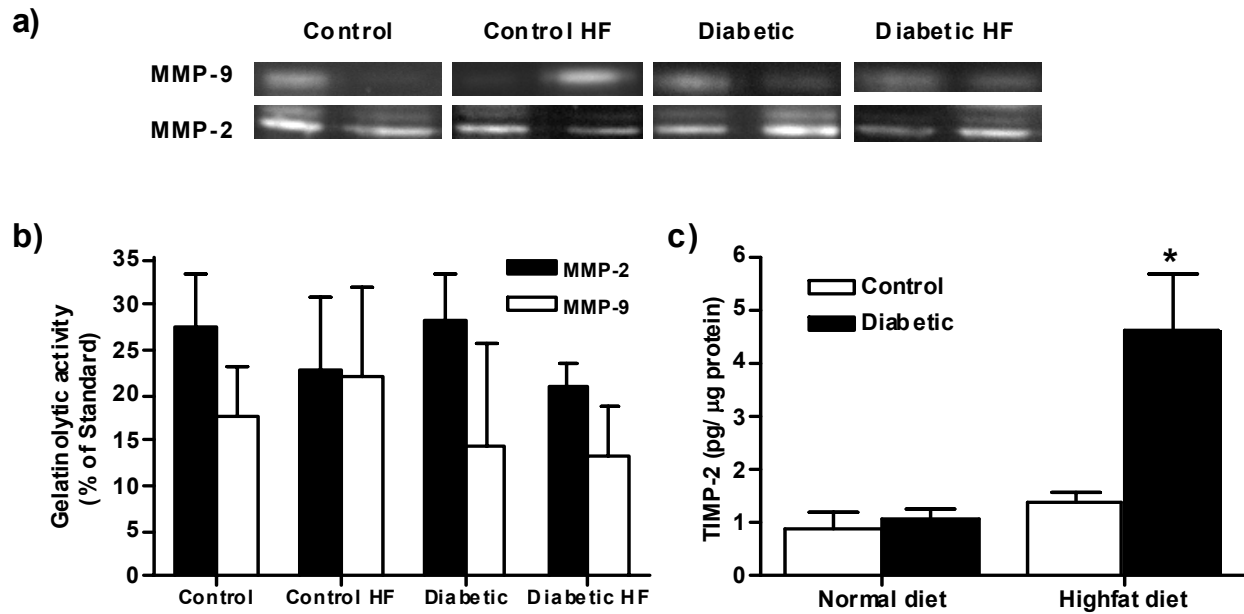 a)
Control Control HF Diabetic Diabetic HF
MMP-9
MMP-2
b)
35
30
25
20
15
10
5
0
Gelatinolytic activity
(% of Standard)
MMP-2
MMP-9
Control Control HF Diabetic Diabetic HF
c)
6
5
4
3
2
1
0
TIMP-2 (pg/ μg protein)
Control
Diabetic
*
Normal diet Highfat diet